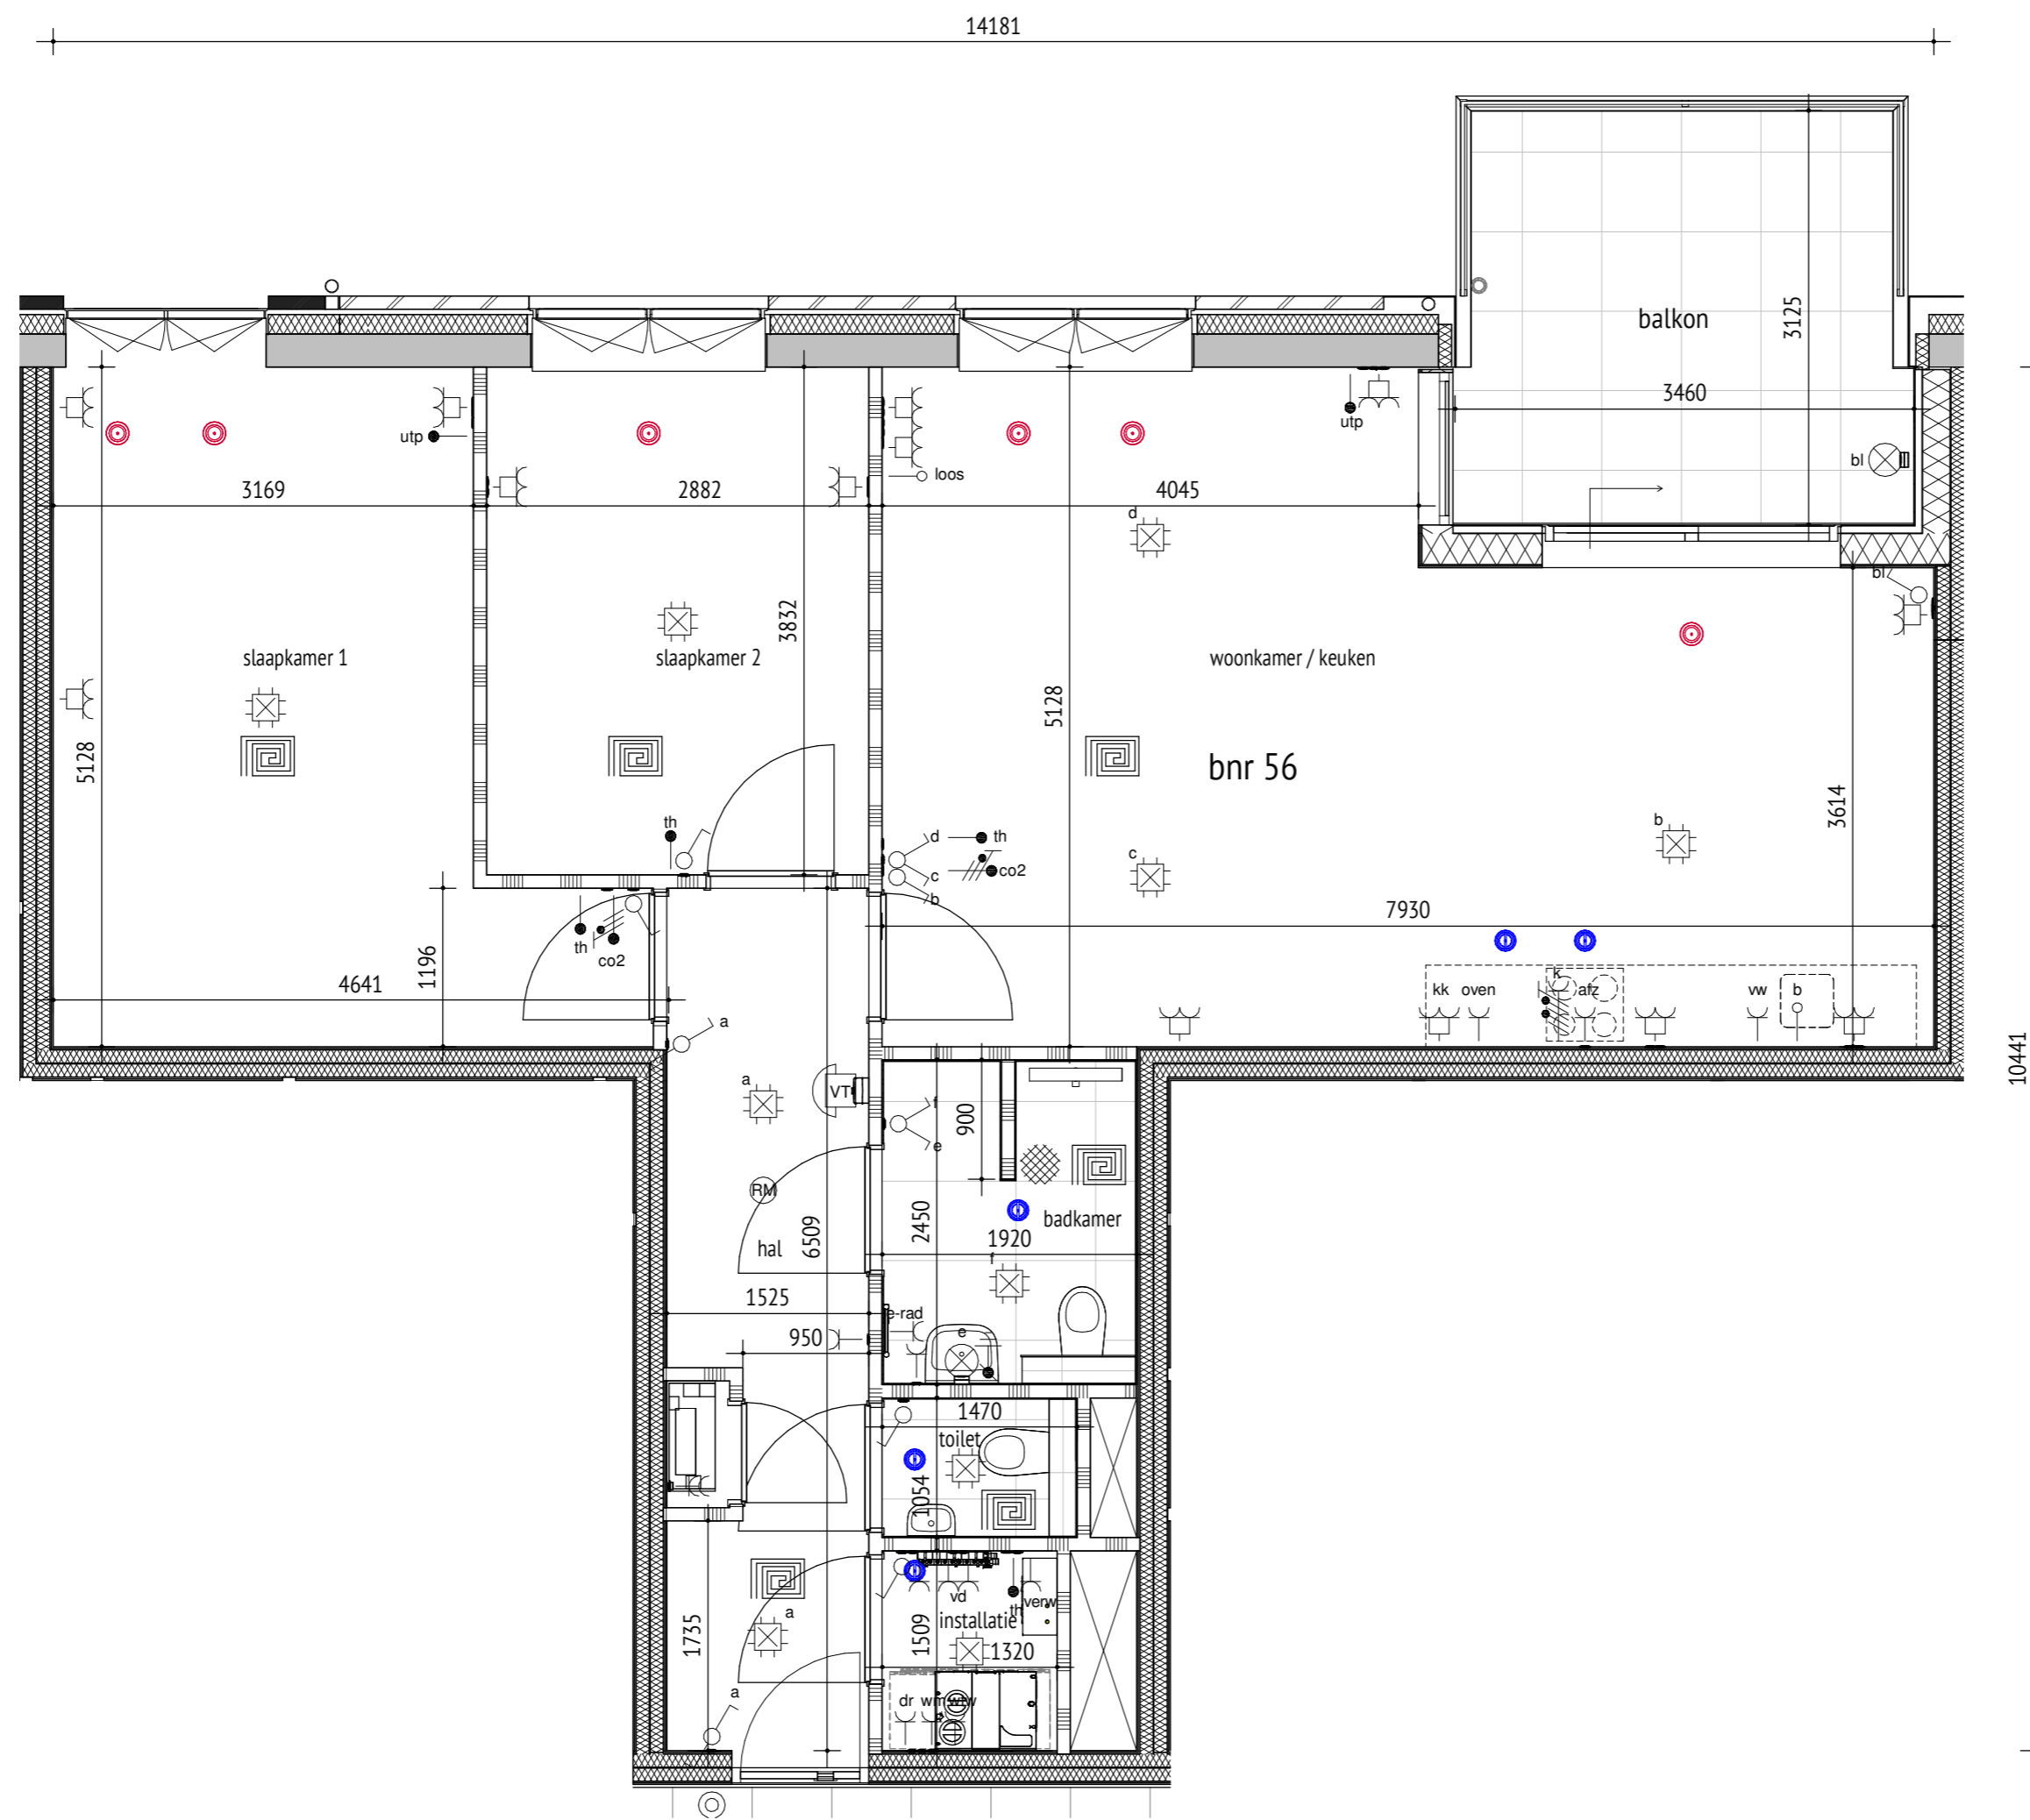 14181
balkon
3125
3460
bl
utp
utp
loos
3169
2882
4045
d
bl
3832
slaapkamer 1
slaapkamer 2
woonkamer / keuken
5128
5128
bnr 56
3614
th
d
th
c
co2
b
c
b
7930
th
co2
1196
4641
kk
oven
k
afz
vw
b
a
10441
a
VT
f
e
900
RM
2450
badkamer
6509
hal
1920
f
1525
e-rad
950
e
1470
toilet
1054
vd
th
verw
a
installatie
1509
1320
1735
a
dr
wm
wtw